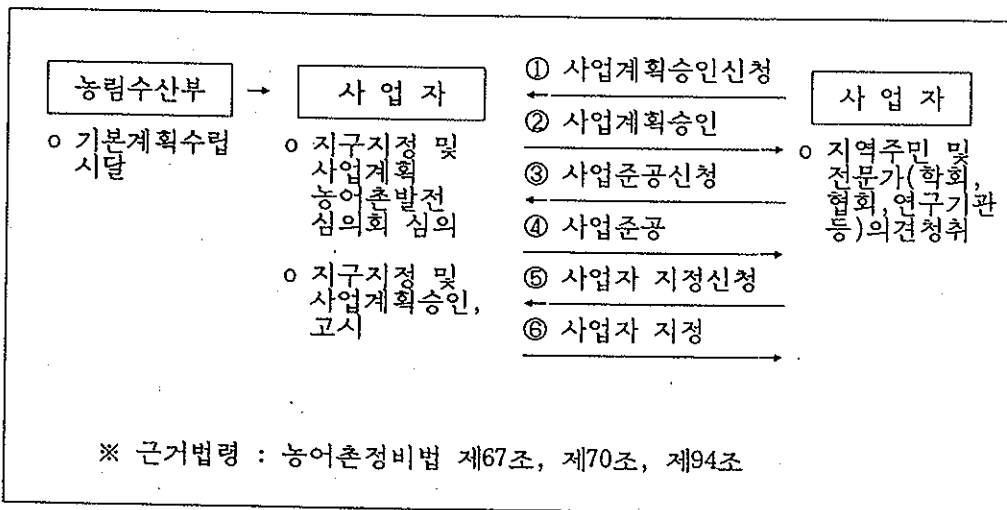 농림수산부 →
o 기본계획수립
시달
사 업 자
o 지구지정 및
사업계획
농어촌발전
심의회 심의
o 지구지정 및
사업계획승인,
고시
① 사업계획승인신청
② 사업계획승인
③ 사업준공신청
④ 사업준공
⑤ 사업자 지정신청
⑥ 사업자 지정
사 업 자
o 지역주민 및
전문가(학회,
협회,연구기관
등)의견청취
※ 근거법령 : 농어촌정비법 제67조, 제70조, 제94조